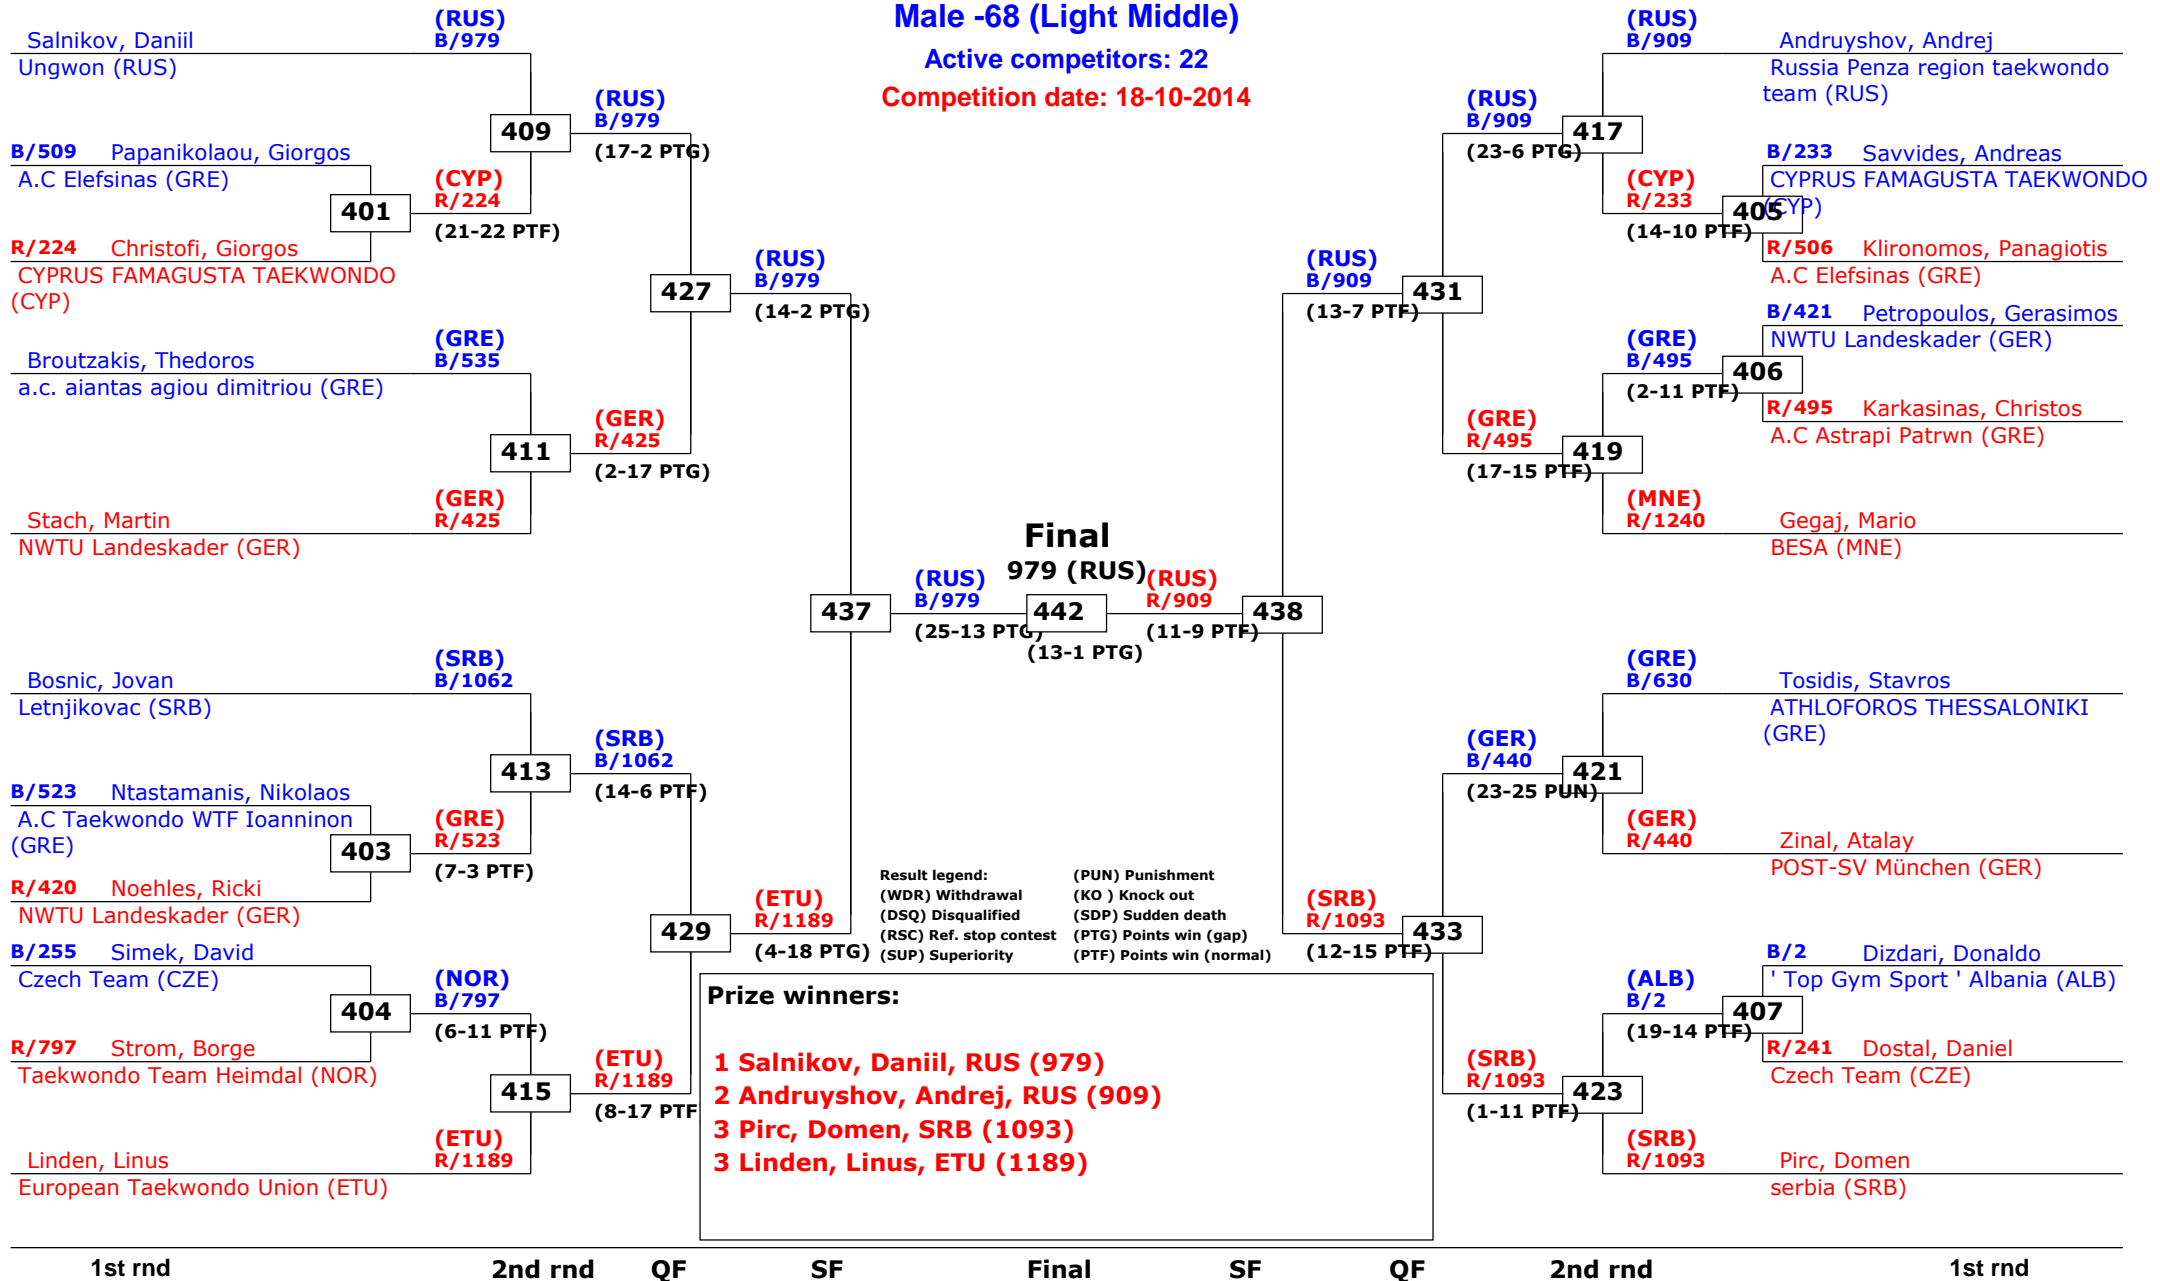 Male -68 (Light Middle)
Active competitors: 22
Competition date: 18-10-2014
Salnikov, Daniil
Ungwon (RUS)
(RUS)
B/979
B/509 Papanikolaou, Giorgos
A.C Elefsinas (GRE)
401
R/224 Christofi, Giorgos
CYPRUS FAMAGUSTA TAEKWONDO
(CYP)
(CYP)
R/224
(21-22 PTF)
409
(RUS)
B/979
(17-2 PTG)
Broutzakis, Thedoros
a.c. aiantas agiou dimitriou (GRE)
(GRE)
B/535
411
Stach, Martin
NWTU Landeskader (GER)
(GER)
R/425
(GER)
R/425
(2-17 PTG)
427
(RUS)
B/979
(14-2 PTG)
Bosnic, Jovan
Letnjikovac (SRB)
(SRB)
B/1062
B/523 Ntastamanis, Nikolaos
A.C Taekwondo WTF Ioanninon
(GRE)
403
R/420 Noehles, Ricki
NWTU Landeskader (GER)
(GRE)
R/523
(7-3 PTF)
413
(SRB)
B/1062
(14-6 PTF)
B/255 Simek, David
Czech Team (CZE)
404
R/797 Strom, Borge
Taekwondo Team Heimdal (NOR)
(NOR)
B/797
(6-11 PTF)
415
Linden, Linus
European Taekwondo Union (ETU)
(ETU)
R/1189
(ETU)
R/1189
(8-17 PTF
429
(ETU)
R/1189
(4-18 PTG)
437
(RUS)
B/979
(25-13 PTG)
Final
979 (RUS)
442
(13-1 PTG)
(RUS)
R/909
(11-9 PTF)
438
(RUS)
B/909
(13-7 PTF)
431
(RUS)
B/909
(23-6 PTG)
417
(RUS)
B/909
Andruyshov, Andrej
Russia Penza region taekwondo
team (RUS)
(CYP)
R/233
(14-10 PTF)
405
B/233 Savvides, Andreas
CYPRUS FAMAGUSTA TAEKWONDO
(CYP)
R/506 Klironomos, Panagiotis
A.C Elefsinas (GRE)
(GRE)
R/495
(17-15 PTF)
419
(GRE)
B/495
(2-11 PTF)
406
B/421 Petropoulos, Gerasimos
NWTU Landeskader (GER)
R/495 Karkasinas, Christos
A.C Astrapi Patrwn (GRE)
(MNE)
R/1240
Gegaj, Mario
BESA (MNE)
(SRB)
R/1093
(12-15 PTF)
433
(GER)
B/440
(23-25 PUN)
421
(GRE)
B/630
Tosidis, Stavros
ATHLOFOROS THESSALONIKI
(GRE)
(GER)
R/440
Zinal, Atalay
POST-SV München (GER)
(SRB)
R/1093
(1-11 PTF)
423
(ALB)
B/2
(19-14 PTF)
407
B/2 Dizdari, Donaldo
' Top Gym Sport ' Albania (ALB)
R/241 Dostal, Daniel
Czech Team (CZE)
(SRB)
R/1093
Pirc, Domen
serbia (SRB)
Result legend:
(WDR) Withdrawal
(DSQ) Disqualified
(RSC) Ref. stop contest
(SUP) Superiority
(PUN) Punishment
(KO ) Knock out
(SDP) Sudden death
(PTG) Points win (gap)
(PTF) Points win (normal)
Prize winners:
1 Salnikov, Daniil, RUS (979)
2 Andruyshov, Andrej, RUS (909)
3 Pirc, Domen, SRB (1093)
3 Linden, Linus, ETU (1189)
1st rnd 2nd rnd QF SF Final SF QF 2nd rnd 1st rnd